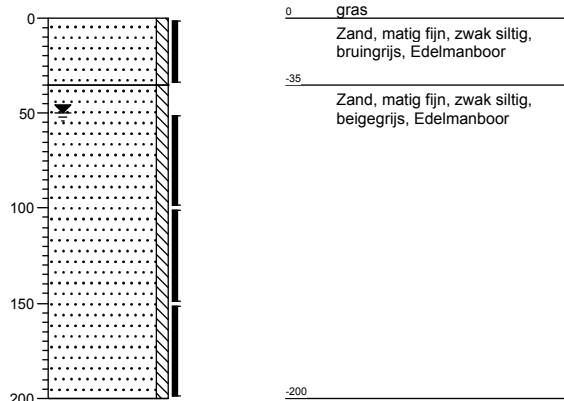 0
50
100
150
200
0 gras
Zand, matig fijn, zwak siltig,
bruingrijs, Edelmanboor
-35
Zand, matig fijn, zwak siltig,
beigegrijs, Edelmanboor
-200